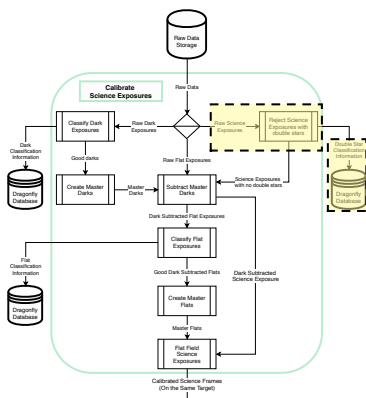 Raw Data
Storage
Calibrate
Science Exposures
Raw Data
Classify Dark
Exposures
Raw Dark
Exposures
Raw Science
Exposures
Reject Science
Exposures with
double stars
Dark
Classification
Information
Good darks
Raw Flat Exposures
Double Star
Classification
Information
Dragonfly
Database
Create Master
Darks
Master
Darks
Subtract Master
Darks
Science Exposures
with no double stars
Dragonfly
Database
Dark Subtracted Flat Exposures
Classify Flat
Exposures
Flat
Classification
Information
Good Dark Subtracted Flats
Dark Subtracted
Science Exposure
Dragonfly
Database
Create Master
Flats
Master Flats
Flat Field
Science
Exposures
Calibrated Science Frames
(On the Same Target)